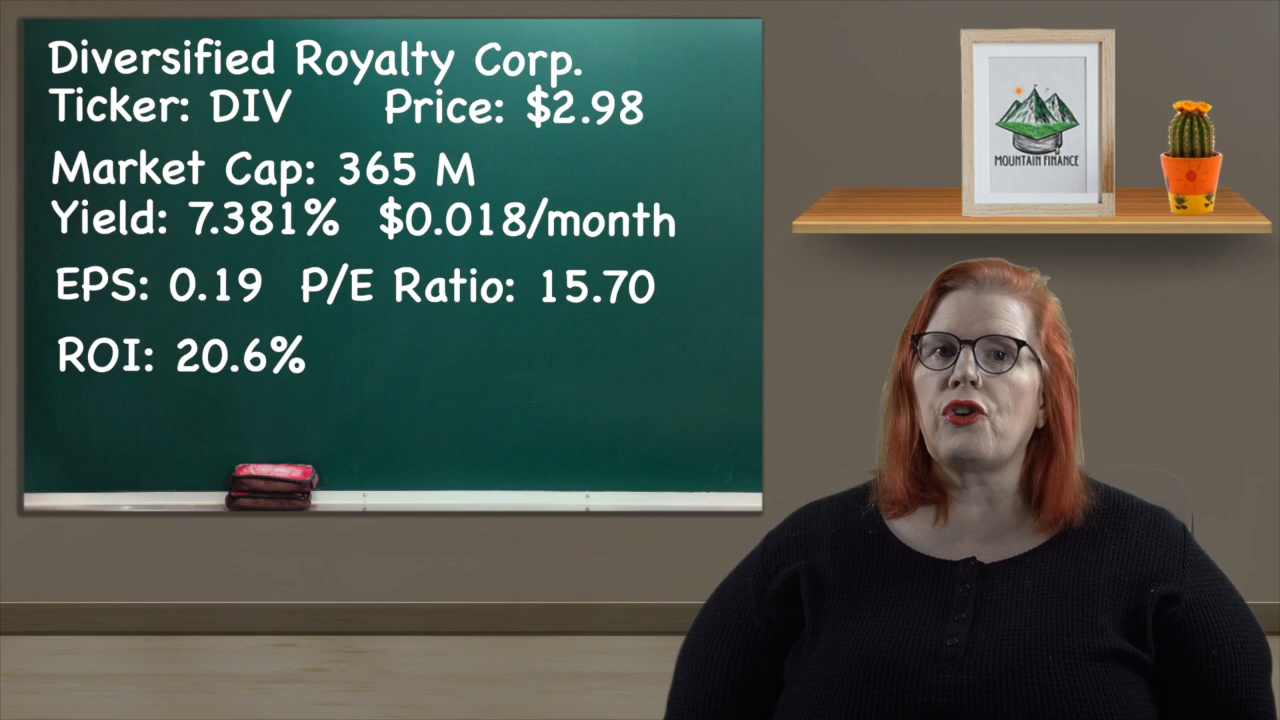 Diversified Royalty Corp.
Ticker: DIV Price: $2.98
Market Cap: 365 M
Yield: 7.381% $0.018/month
EPS: 0.19 P/E Ratio: 15.70
ROI: 20.6%
MOUNTAIN FINANCE